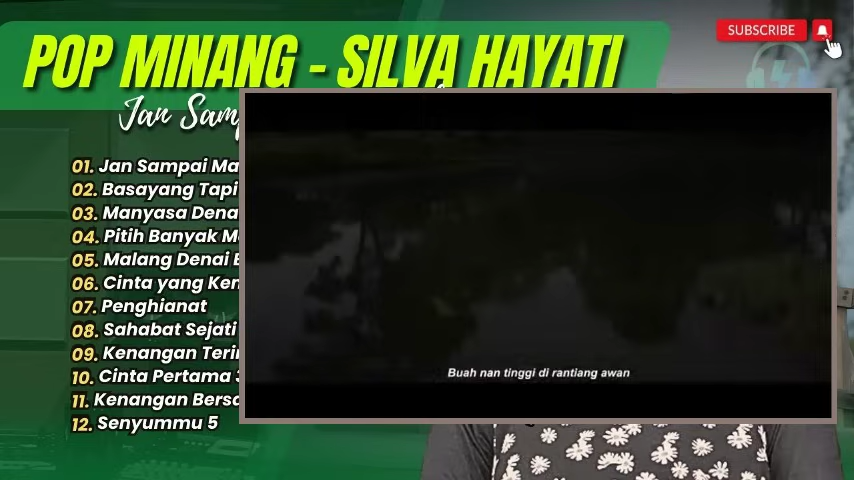 POP MINANG - SILVA HAYATI
SUBSCRIBE
Jan Samp
01. Jan Sampai Ma
02. Basayang Tapi
03. Manyasa Dena
04. Pitih Banyak M
05. Malang Denai
06. Cinta yang Ken
07. Penghianat
08. Sahabat Sejati
09. Kenangan Teri
10. Cinta Pertama
11. Kenangan Bersa
12. Senyummu 5
Buah nan tinggi di rantiang awan